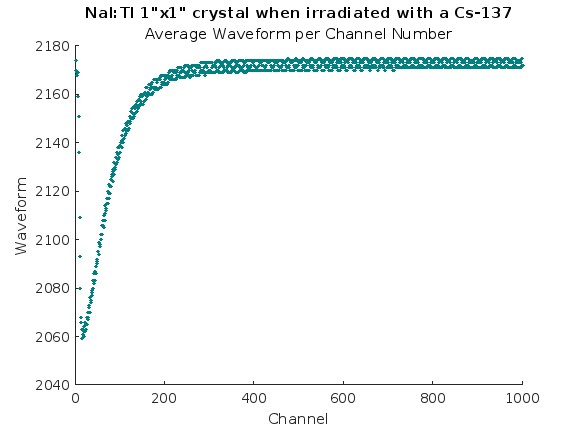 NaI:Tl 1"x1" crystal when irradiated with a Cs-137
Average Waveform per Channel Number
2180
2160
2140
2120
2100
2080
2060
2040
Waveform
0 200 400 600 800 1000
Channel